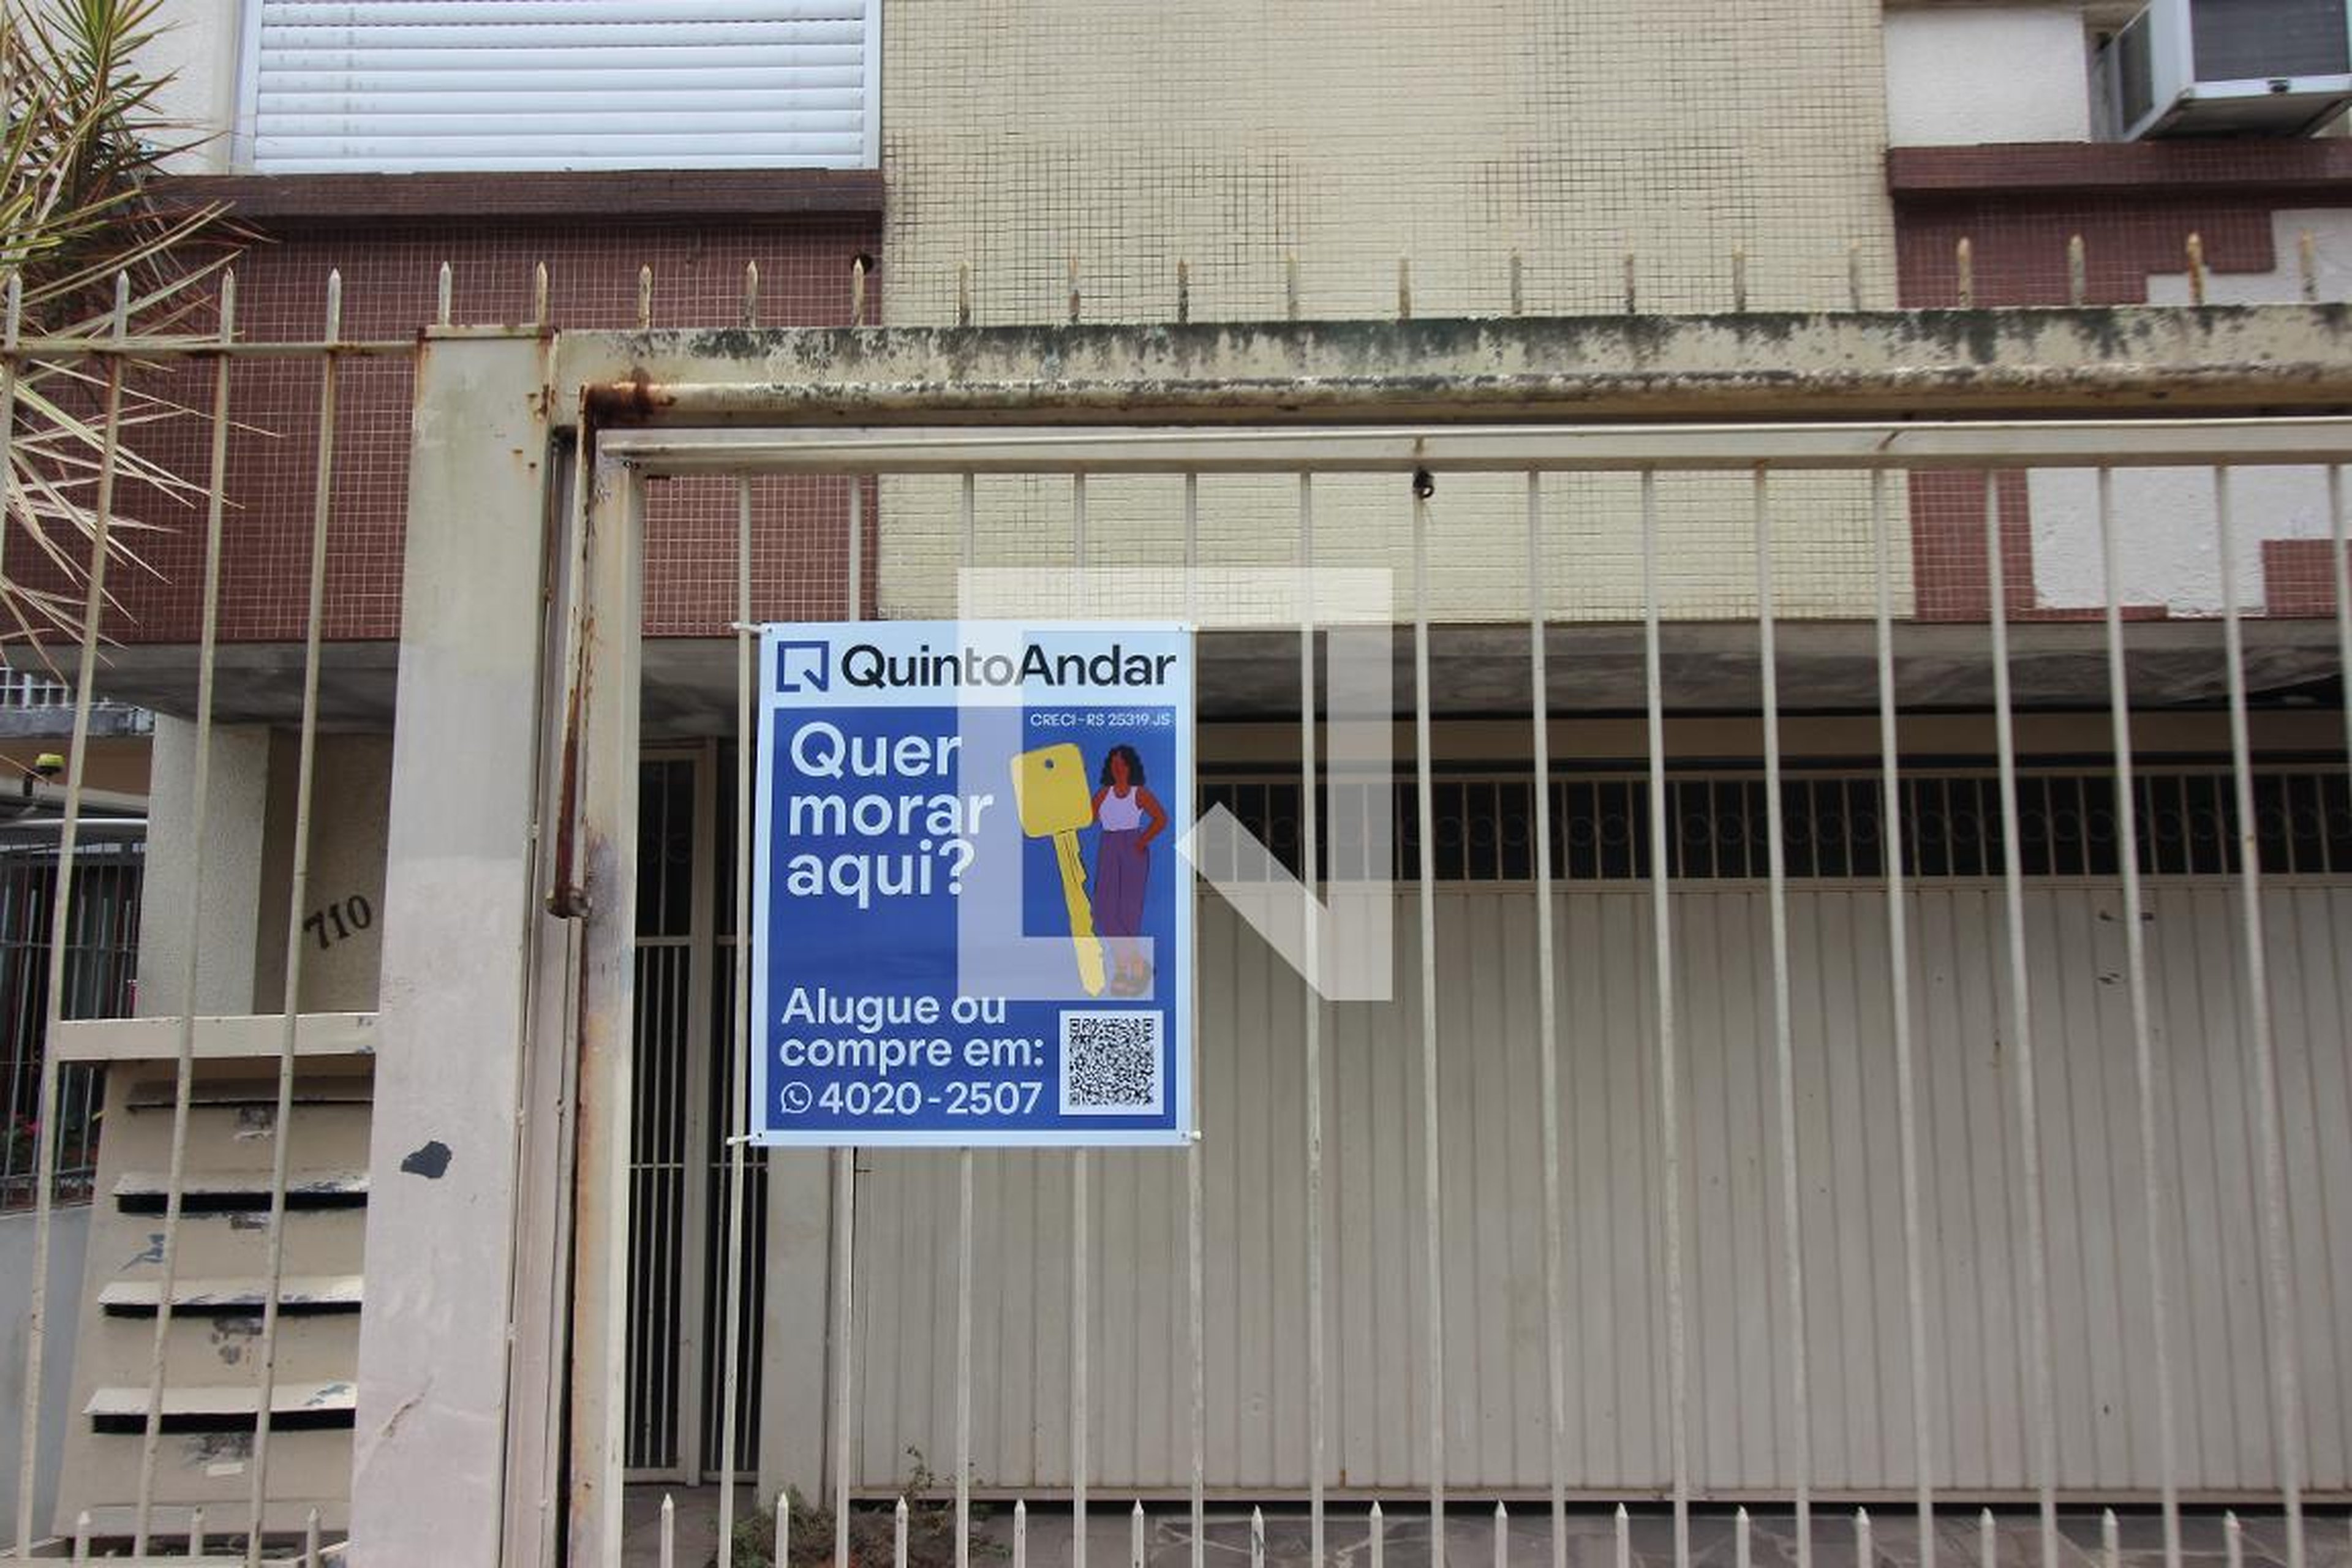 QuintoAndar
CRECI-RS 25319 JS
Quer
morar
aqui?
Alugue ou
compre em:
4020-2507
710